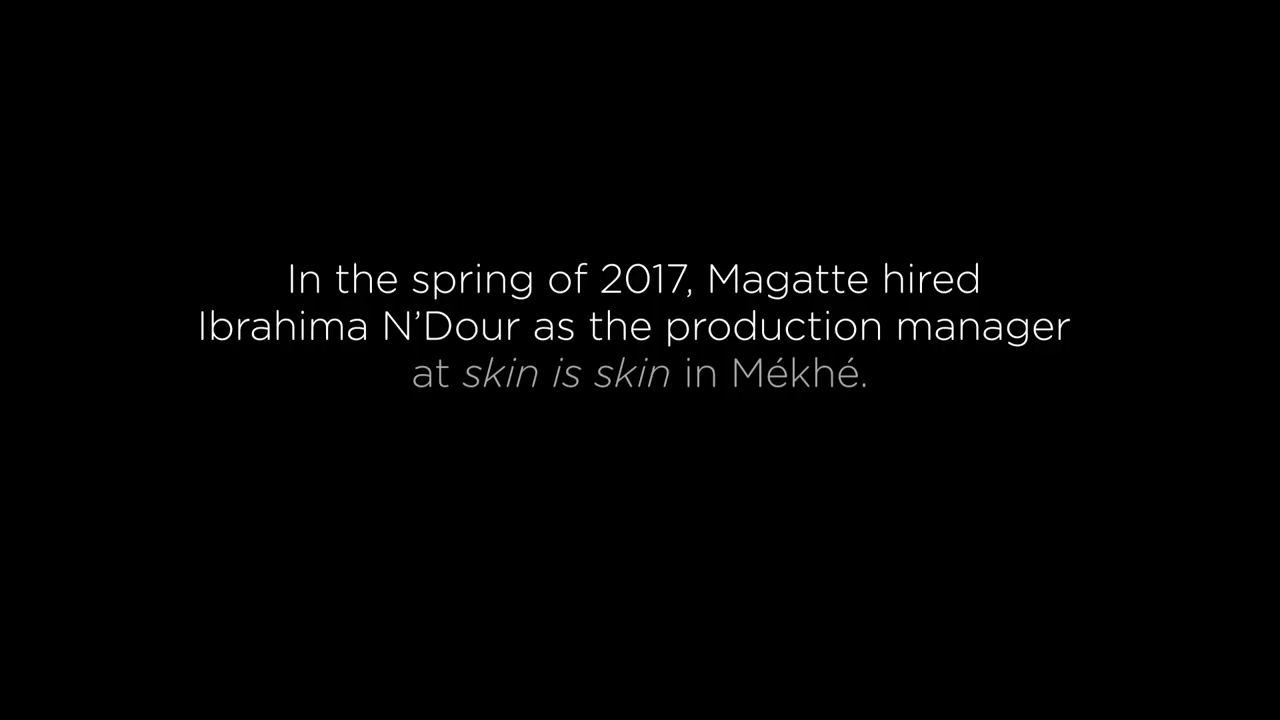 In the spring of 2017, Magatte hired
Ibrahima N’Dour as the production manager
at skin is skin in Mékhé.